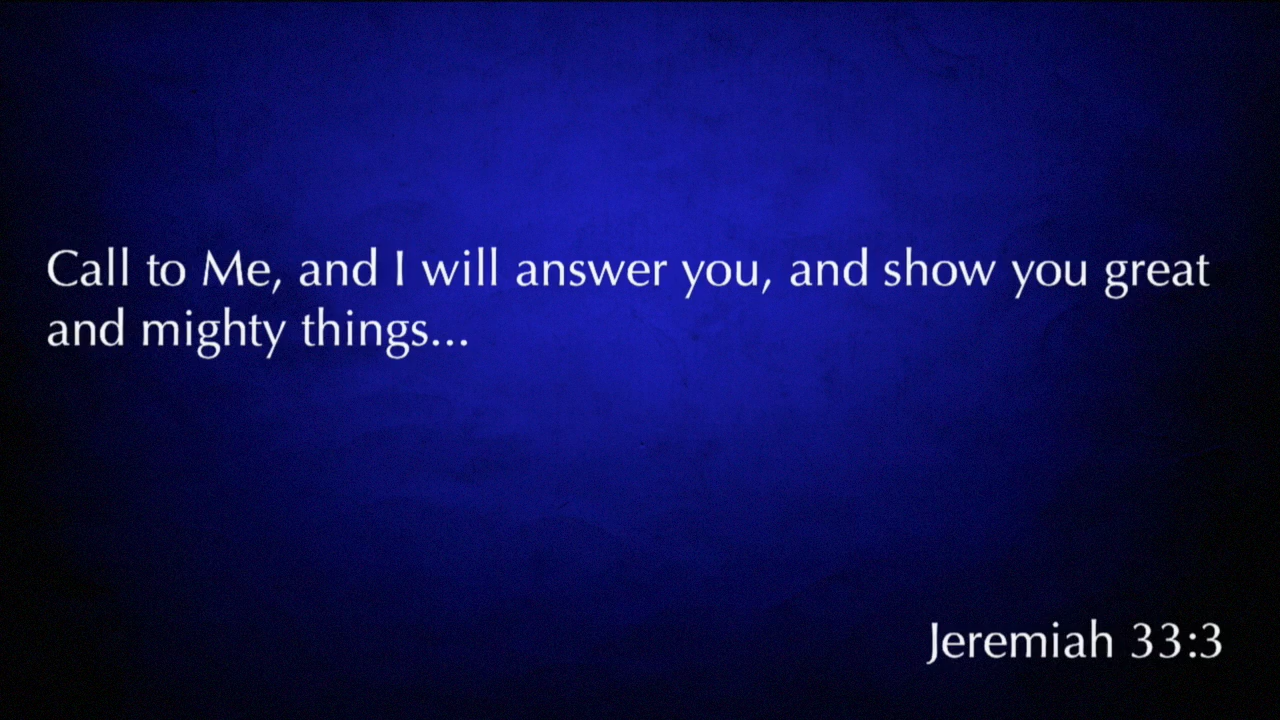 Call to Me, and I will answer you, and show you great
and mighty things...
Jeremiah 33:3